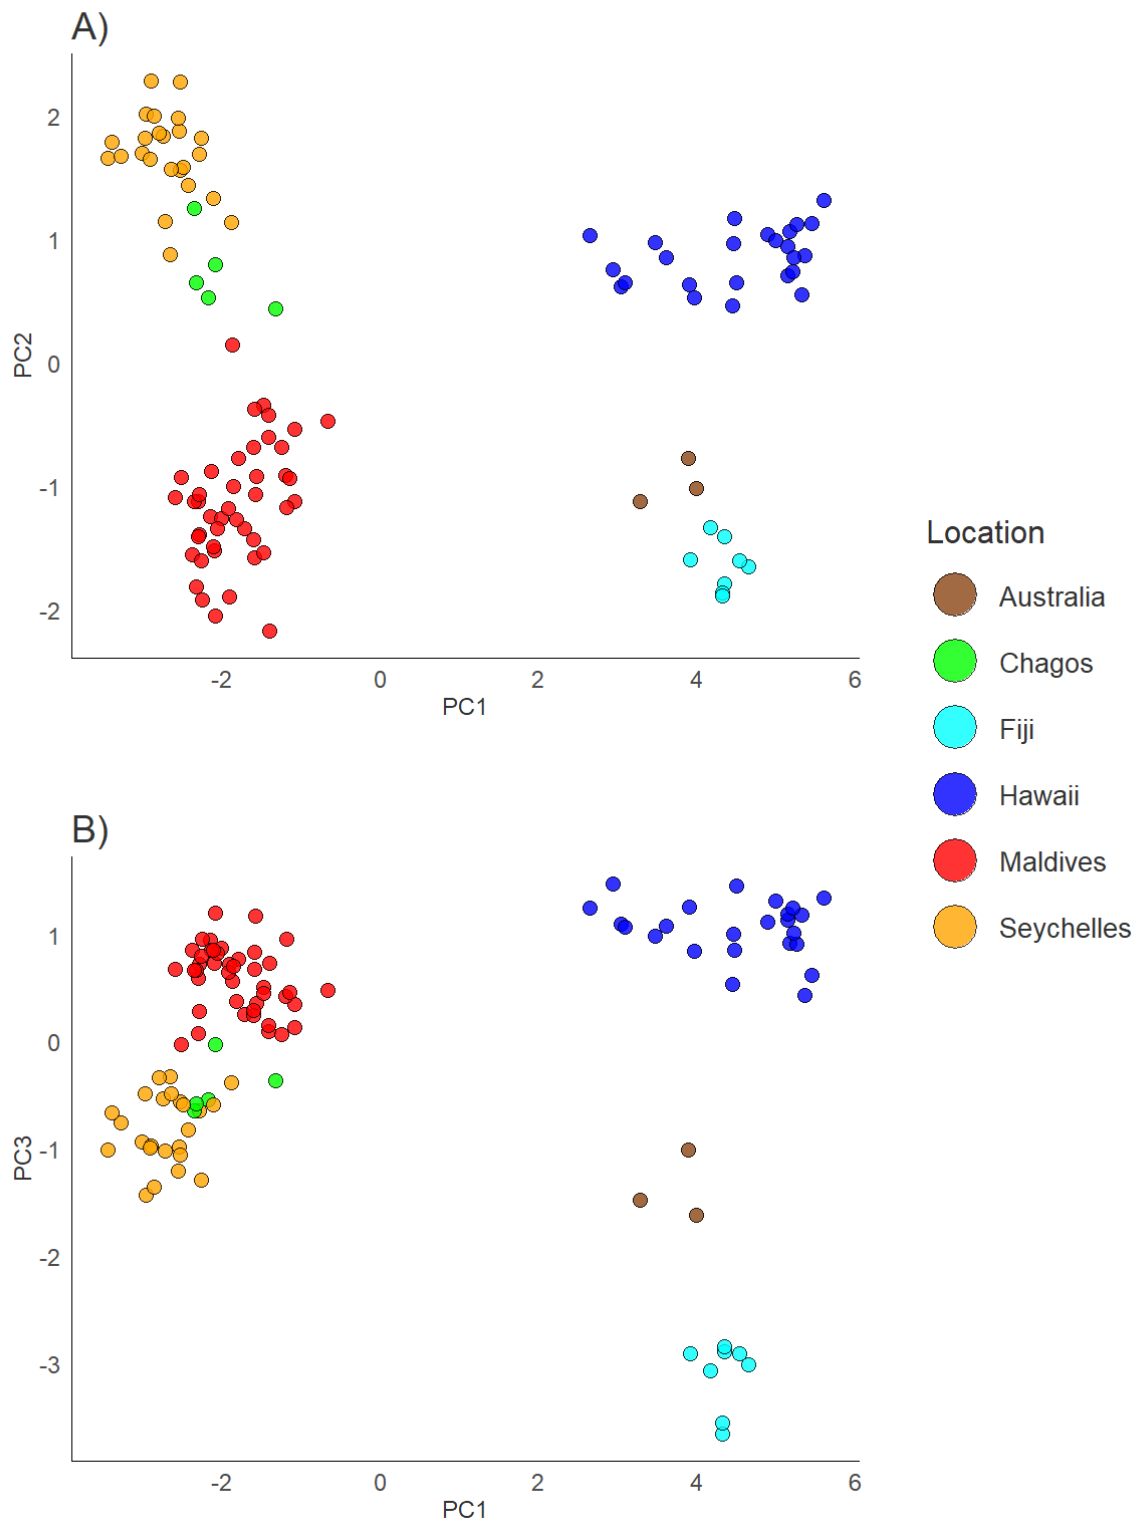 A)
2
1
0
-1
-2
PC2
-2 0 2 4 6
PC1
Location
Australia
Chagos
Fiji
Hawaii
Maldives
Seychelles
B)
1
0
-1
-2
-3
PC3
-2 0 2 4 6
PC1